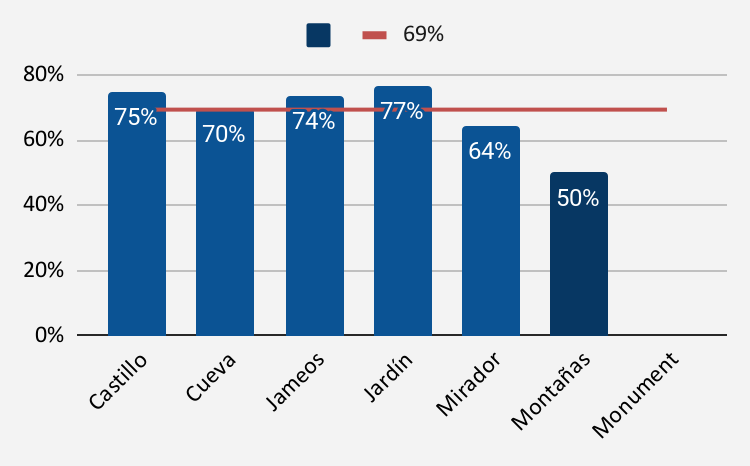 69%
80%
60%
40%
20%
0%
75%
70%
74%
77%
64%
50%
Castillo
Cueva
Jameos
Jardín
Mirador
Montañas
Monument